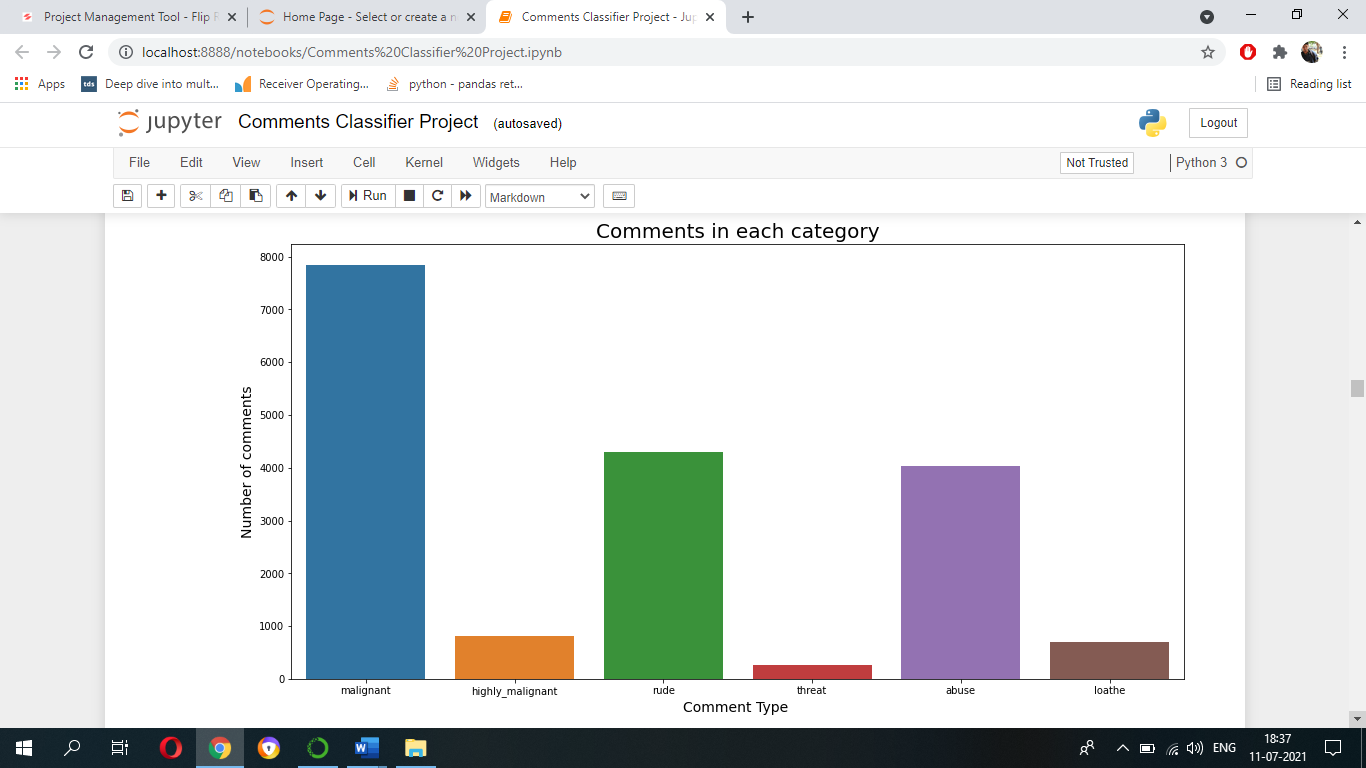 Project Management Tool - Flip
Home Page - Select or create a n
Comments Classifier Project - Jup
localhost:8888/notebooks/Comments%20Classifier%20Project.ipynb
Apps
tds
Deep dive into mult...
Receiver Operating...
python - pandas ret...
Reading list
jupyter
Comments Classifier Project
(autosaved)
Logout
File Edit View Insert Cell Kernel Widgets Help
Not Trusted
Python 3
Run
Markdown
Comments in each category
8000
7000
6000
5000
4000
3000
2000
1000
0
Number of comments
malignant highly_malignant rude threat abuse loathe
Comment Type
ENG
18:37
11-07-2021